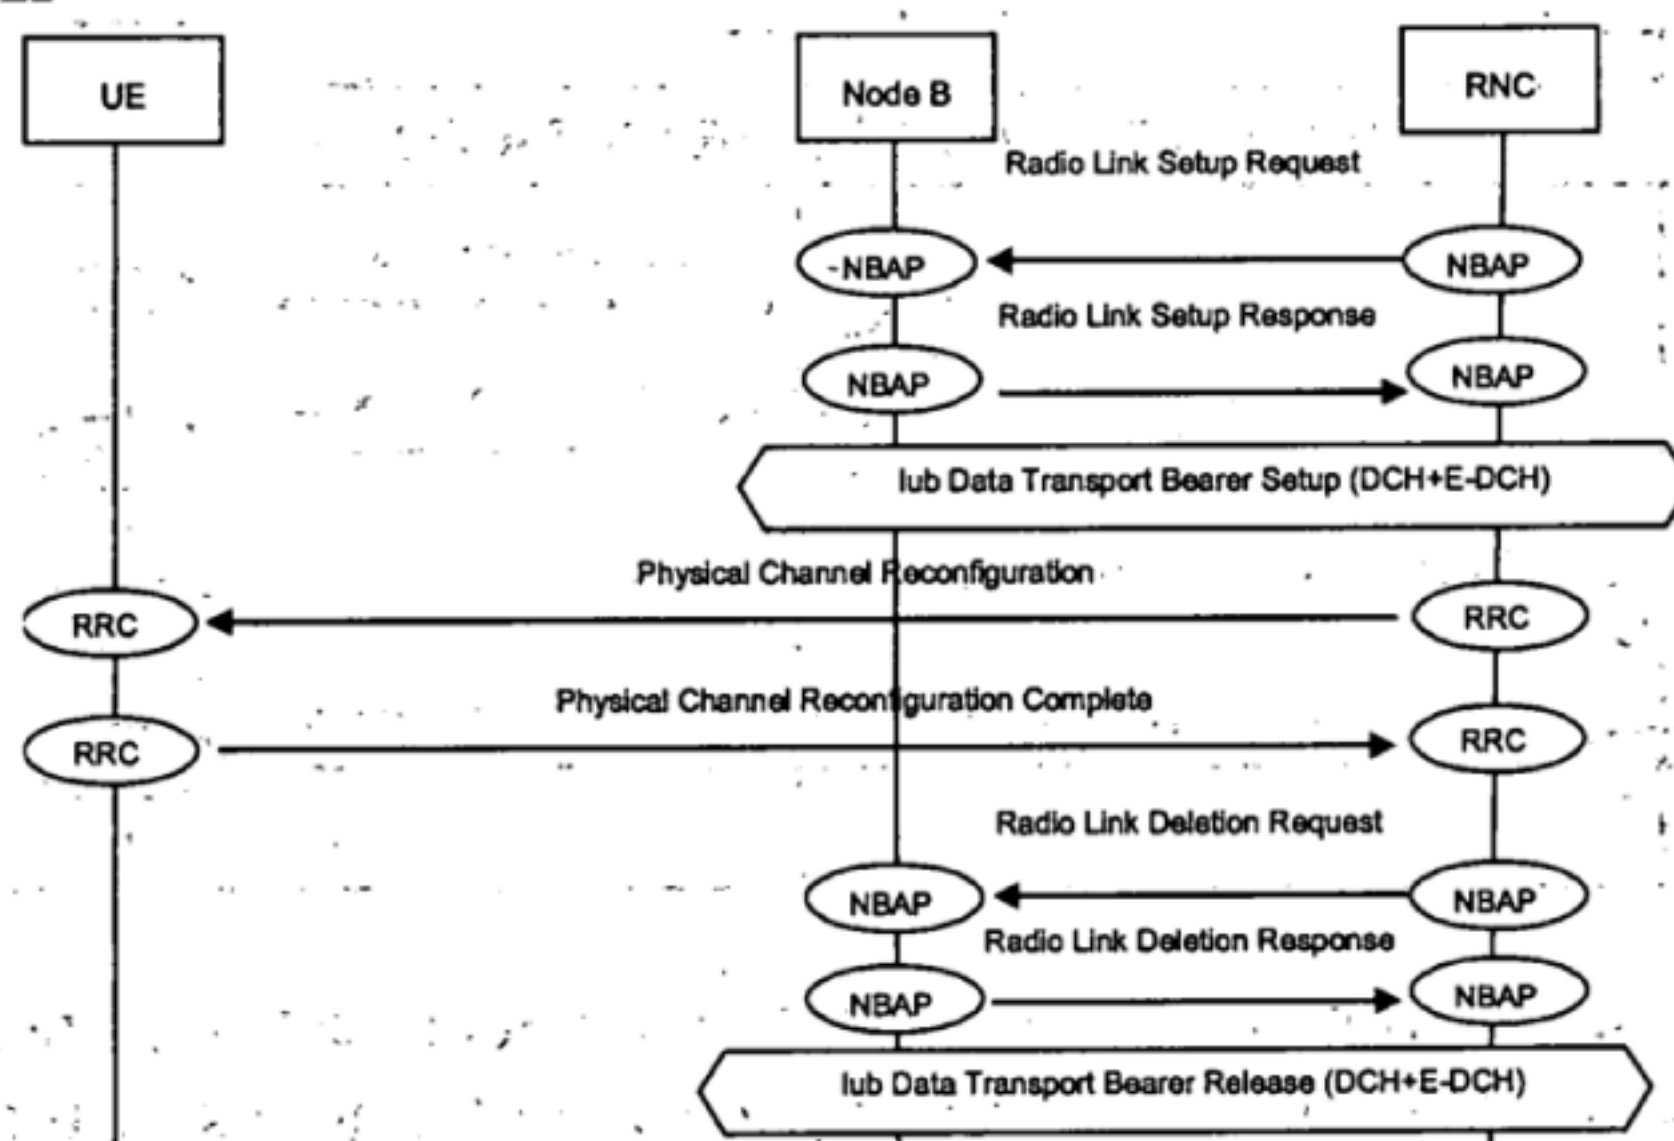 UE
Node B
RNC
Radio Link Setup Request
NBAP
NBAP
Radio Link Setup Response
NBAP
NBAP
Iub Data Transport Bearer Setup (DCH+E-DCH)
Physical Channel Reconfiguration
RRC
RRC
Physical Channel Reconfiguration Complete
RRC
RRC
Radio Link Deletion Request
NBAP
NBAP
Radio Link Deletion Response
NBAP
NBAP
Iub Data Transport Bearer Release (DCH+E-DCH)